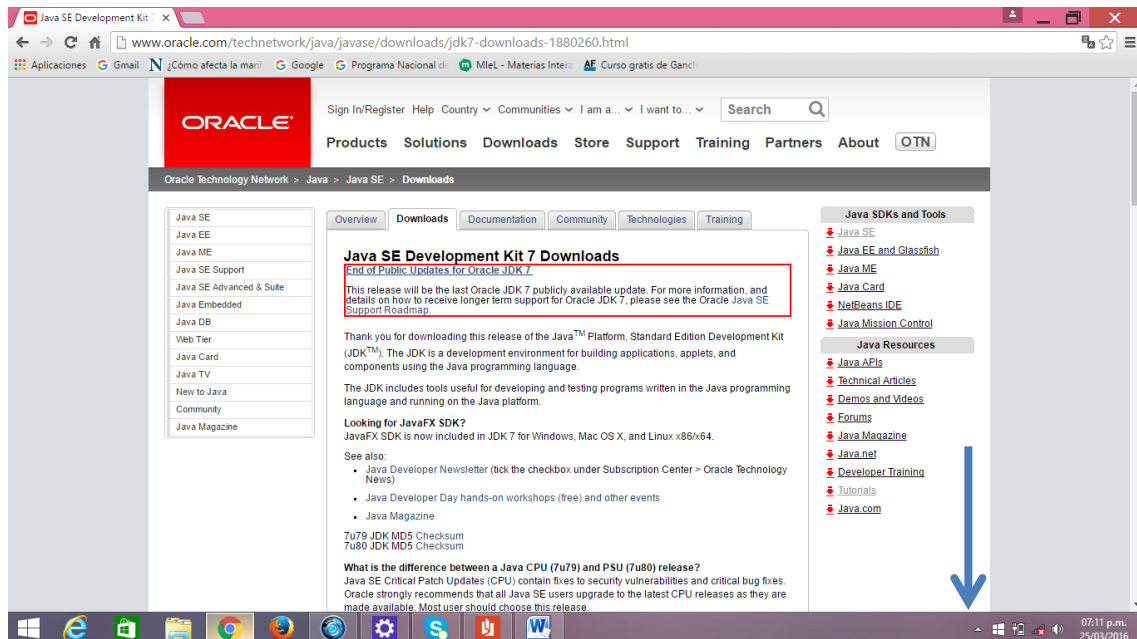 Java SE Development Kit 7
www.oracle.com/technetwork/java/javase/downloads/jdk7-downloads-1880260.html
Aplicaciones Gmail ¿Cómo afecta la mari Google Programa Nacional de MIeL - Materias Inter Curso gratis de Ganch
ORACLE
Sign In/Register Help Country Communities I am a... I want to... Search
Products Solutions Downloads Store Support Training Partners About OTN
Oracle Technology Network > Java > Java SE > Downloads
Java SE
Java EE
Java ME
Java SE Support
Java SE Advanced & Suite
Java Embedded
Java DB
Web Tier
Java Card
Java TV
New to Java
Community
Java Magazine
Overview Downloads Documentation Community Technologies Training
Java SE Development Kit 7 Downloads
End of Public Updates for Oracle JDK 7
This release will be the last Oracle JDK 7 publicly available update. For more information, and
details on how to receive longer term support for Oracle JDK 7, please see the Oracle Java SE
Support Roadmap.
Thank you for downloading this release of the Java™ Platform, Standard Edition Development Kit
(JDK™). The JDK is a development environment for building applications, applets, and
components using the Java programming language.
The JDK includes tools useful for developing and testing programs written in the Java programming
language and running on the Java platform.
Looking for JavaFX SDK?
JavaFX SDK is now included in JDK 7 for Windows, Mac OS X, and Linux x86/x64.
See also:
Java Developer Newsletter (tick the checkbox under Subscription Center > Oracle Technology
News)
Java Developer Day hands-on workshops (free) and other events
Java Magazine
7u79 JDK MD5 Checksum
7u80 JDK MD5 Checksum
What is the difference between a Java CPU (7u79) and PSU (7u80) release?
Java SE Critical Patch Updates (CPU) contain fixes to security vulnerabilities and critical bug fixes.
Oracle strongly recommends that all Java SE users upgrade to the latest CPU releases as they are
made available. Most user should choose this release.
Java SDKs and Tools
Java SE
Java EE and Glassfish
Java ME
Java Card
NetBeans IDE
Java Mission Control
Java Resources
Java APIs
Technical Articles
Demos and Videos
Forums
Java Magazine
Java.net
Developer Training
Tutorials
Java.com
07:11 p.m.
25/03/2016